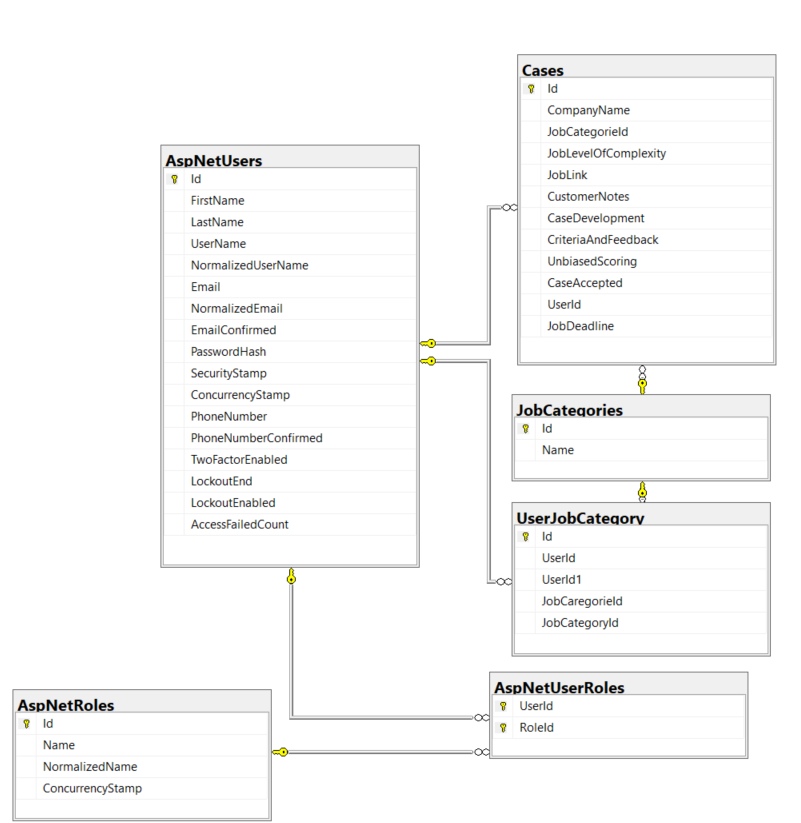 Cases
Id
CompanyName
JobCategorieId
JobLevelOfComplexity
JobLink
CustomerNotes
CaseDevelopment
CriteriaAndFeedback
UnbiasedScoring
CaseAccepted
UserId
JobDeadline
AspNetUsers
Id
FirstName
LastName
UserName
NormalizedUserName
Email
NormalizedEmail
EmailConfirmed
PasswordHash
SecurityStamp
ConcurrencyStamp
PhoneNumber
PhoneNumberConfirmed
TwoFactorEnabled
LockoutEnd
LockoutEnabled
AccessFailedCount
JobCategories
Id
Name
UserJobCategory
Id
UserId
UserId1
JobCaregorieId
JobCategoryId
AspNetUserRoles
UserId
RoleId
AspNetRoles
Id
Name
NormalizedName
ConcurrencyStamp